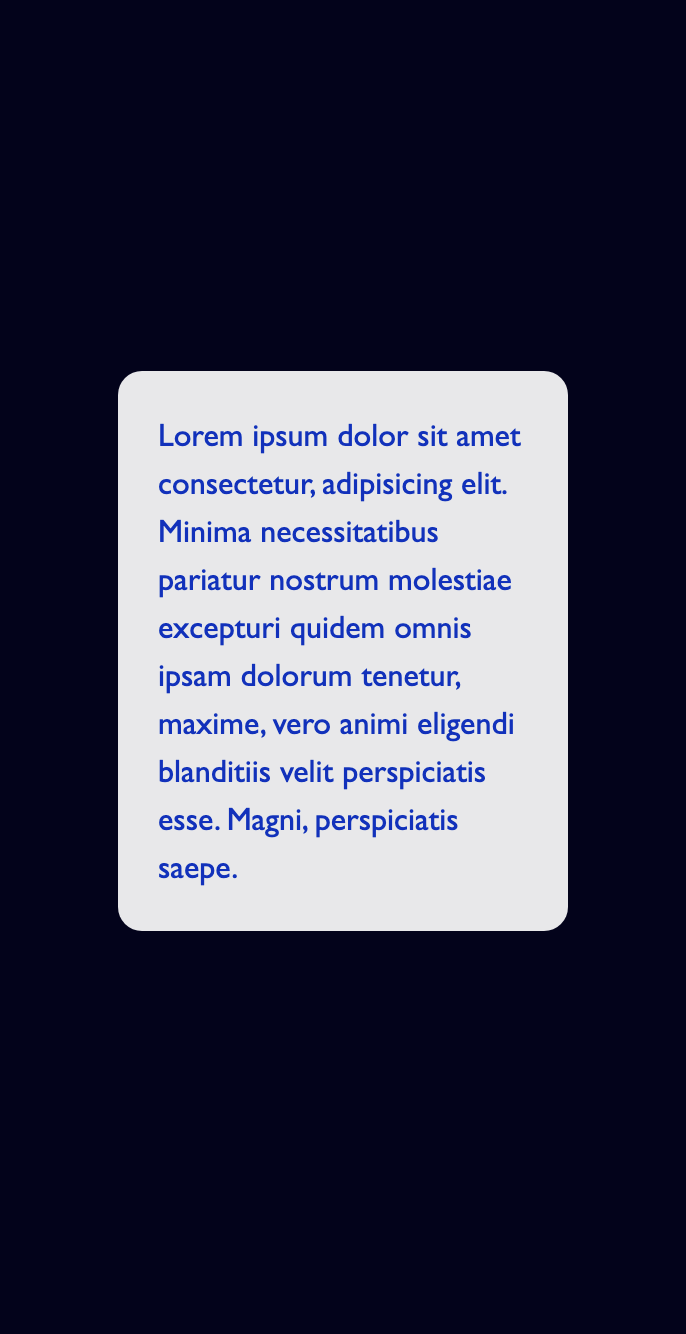 Lorem ipsum dolor sit amet
consectetur, adipisicing elit.
Minima necessitatibus
pariatur nostrum molestiae
excepturi quidem omnis
ipsam dolorum tenetur,
maxime, vero animi eligendi
blanditiis velit perspiciatis
esse. Magni, perspiciatis
saepe.